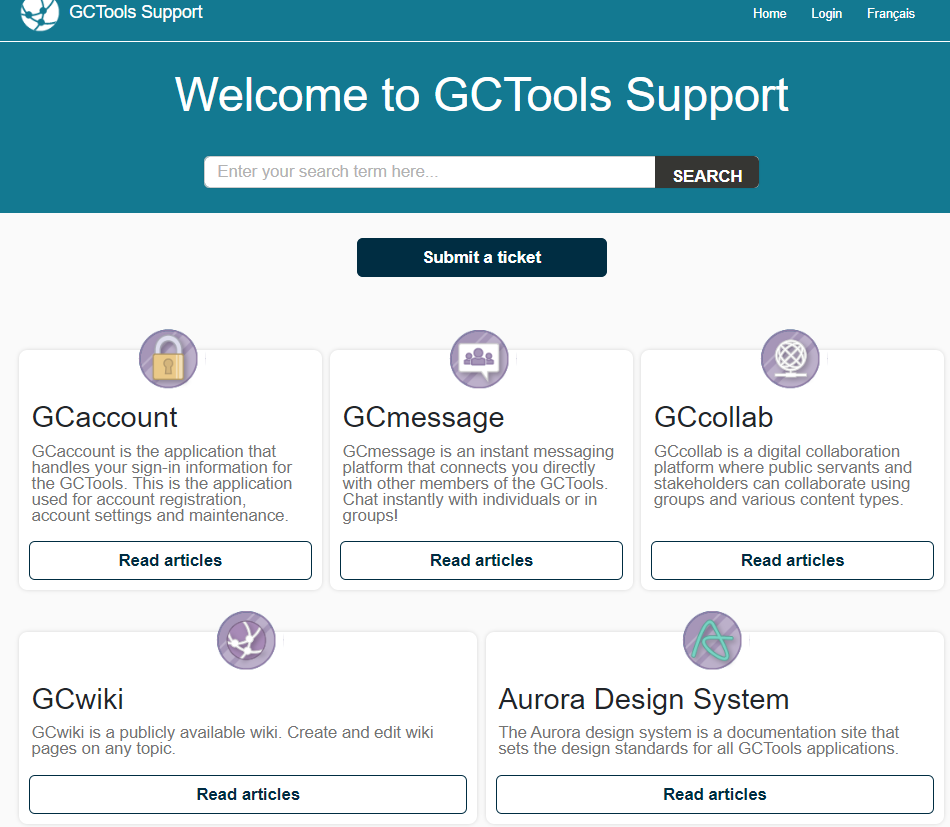 GCTools Support
Home Login Français
Welcome to GCTools Support
Enter your search term here...
SEARCH
Submit a ticket
GCaccount
GCaccount is the application that
handles your sign-in information for
the GCTools. This is the application
used for account registration,
account settings and maintenance.
Read articles
GCmessage
GCmessage is an instant messaging
platform that connects you directly
with other members of the GCTools.
Chat instantly with individuals or in
groups!
Read articles
GCcollab
GCcollab is a digital collaboration
platform where public servants and
stakeholders can collaborate using
groups and various content types.
Read articles
GCwiki
GCwiki is a publicly available wiki. Create and edit wiki
pages on any topic.
Read articles
Aurora Design System
The Aurora design system is a documentation site that
sets the design standards for all GCTools applications.
Read articles